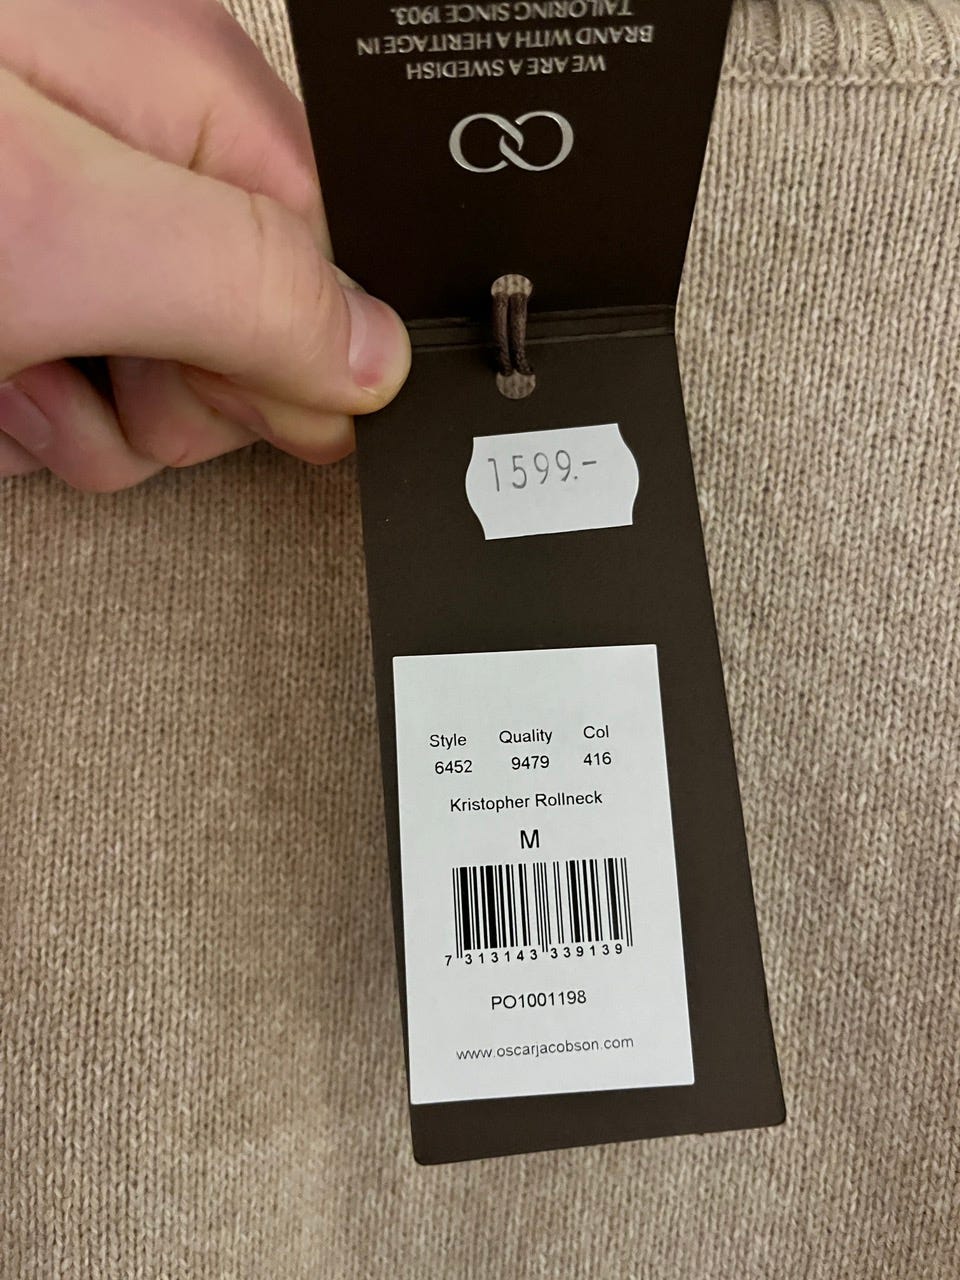 WE ARE A SWEDISH
BRAND WITH A HERITAGE IN
TAILORING SINCE 1903.
1599.-
Style Quality Col
6452 9479 416
Kristopher Rollneck
M
7 313143 339139
PO1001198
www.oscarjacobson.com